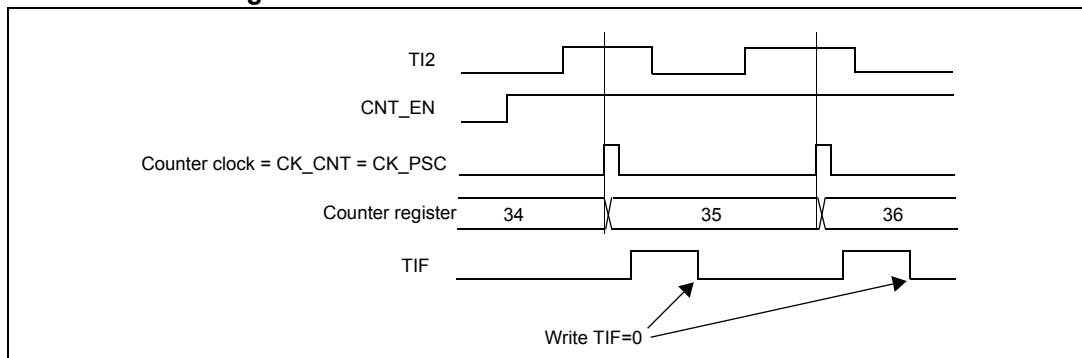 TI2
CNT_EN
Counter clock = CK_CNT = CK_PSC
Counter register 34 35 36
TIF
Write TIF=0